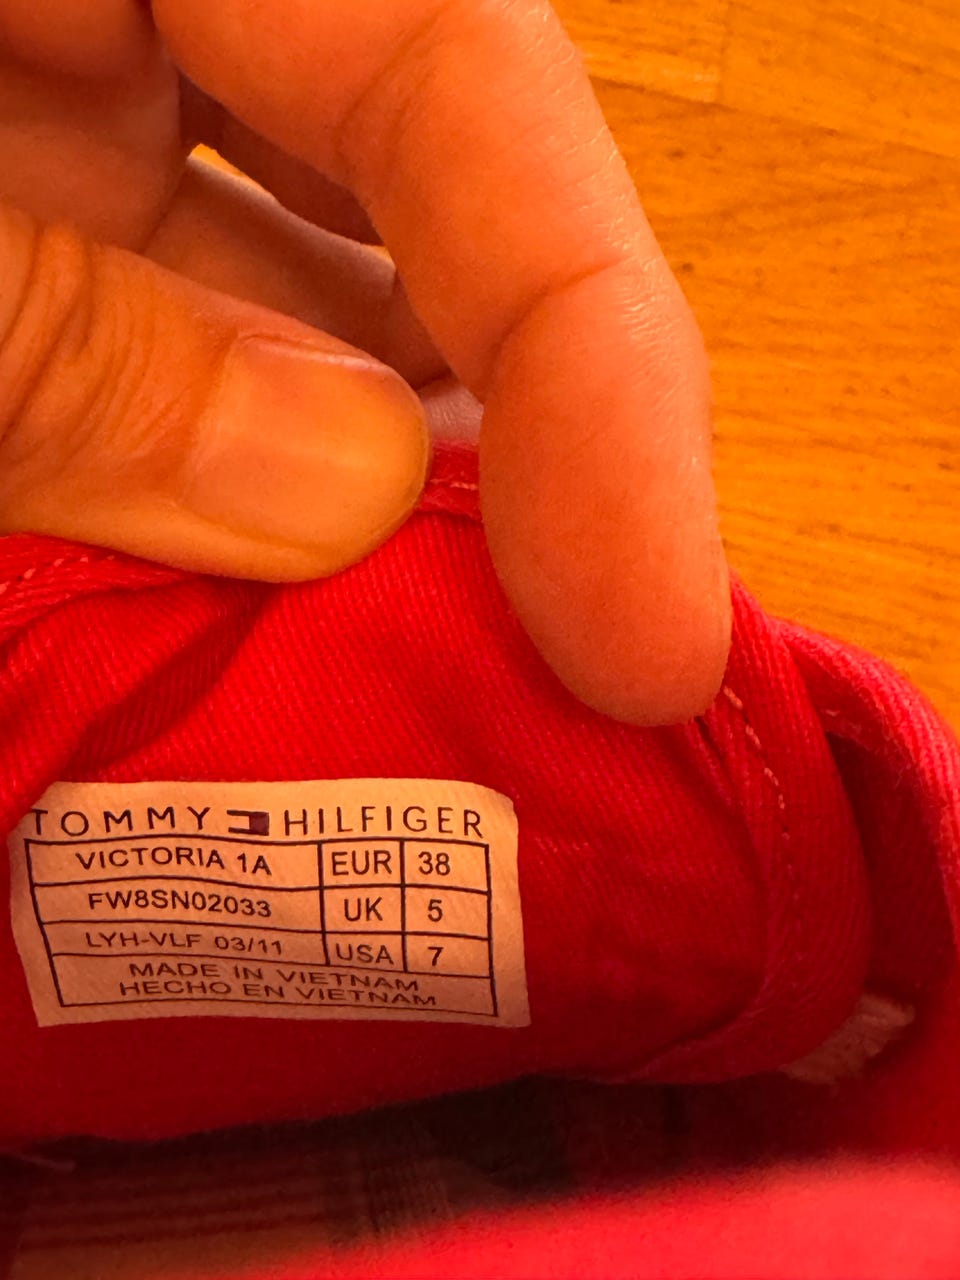 TOMMY HILFIGER
VICTORIA 1A EUR 38
FW8SN02033 UK 5
LYH-VLF 03/11 USA 7
MADE IN VIETNAM
HECHO EN VIETNAM